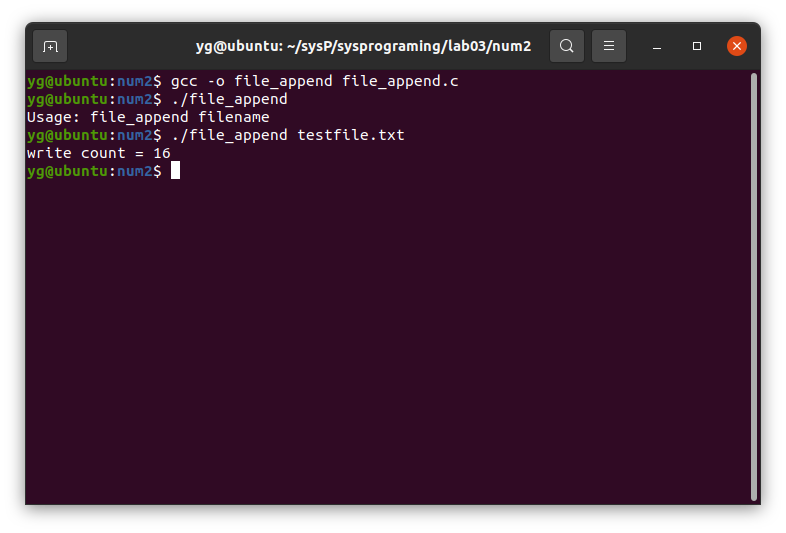 yg@ubuntu: ~/sysP/sysprograming/lab03/num2
yg@ubuntu:num2$ gcc -o file_append file_append.c
yg@ubuntu:num2$ ./file_append
Usage: file_append filename
yg@ubuntu:num2$ ./file_append testfile.txt
write count = 16
yg@ubuntu:num2$